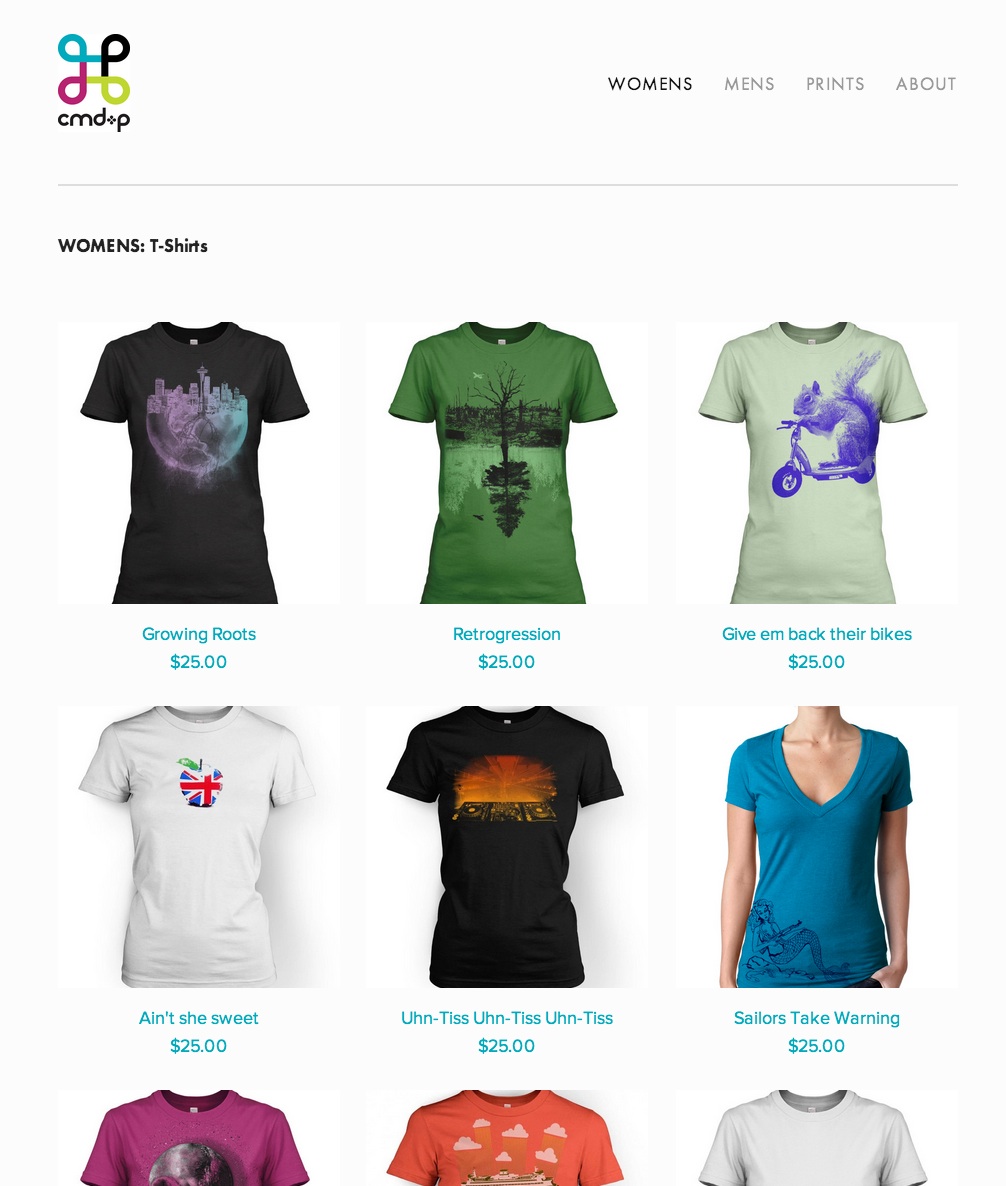 cmd+p
WOMENS MENS PRINTS ABOUT
WOMENS: T-Shirts
Growing Roots
$25.00
Retrogression
$25.00
Give em back their bikes
$25.00
Ain't she sweet
$25.00
Uhn-Tiss Uhn-Tiss Uhn-Tiss
$25.00
Sailors Take Warning
$25.00